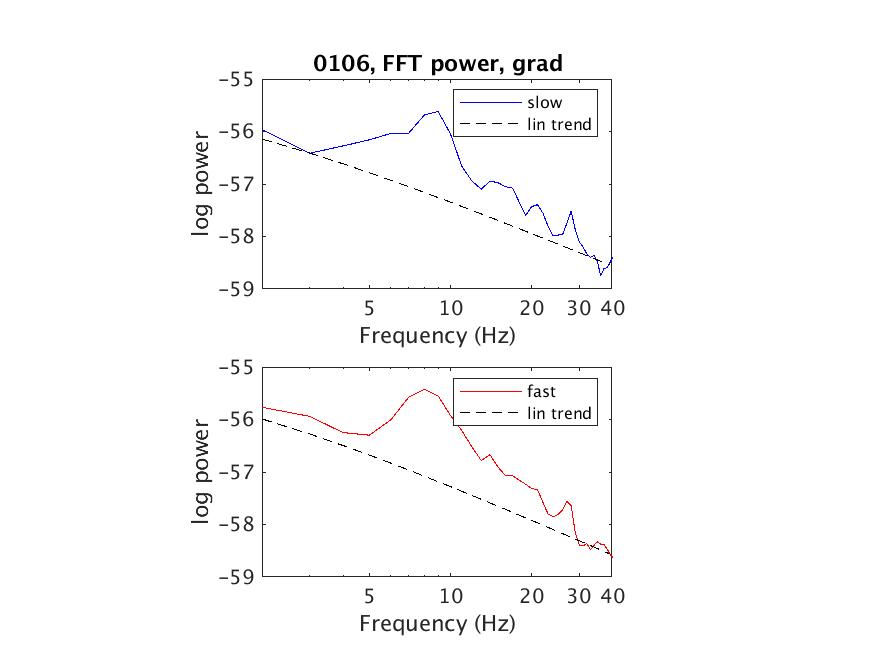 0106, FFT power, grad
-55
-56
-57
-58
-59
log power
slow
lin trend
5 10 20 30 40
Frequency (Hz)
-55
-56
-57
-58
-59
log power
fast
lin trend
5 10 20 30 40
Frequency (Hz)